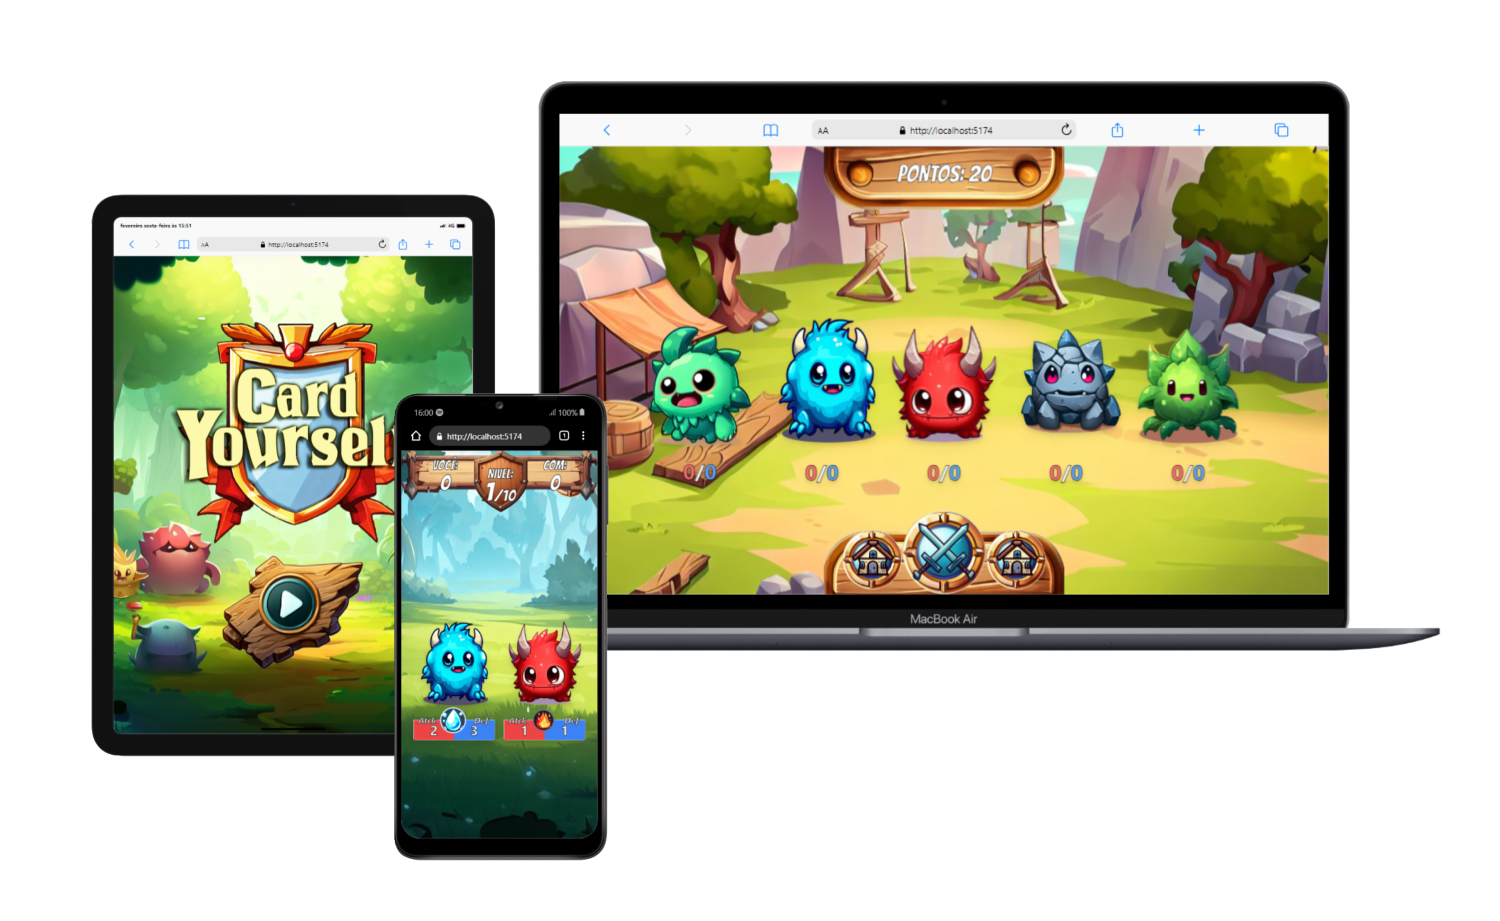 fevereiro sexta-feira às 15:51
4G
AA
http://localhost:5174
Card
Yoursel
16:00
100%
http://localhost:5174
1
VOCÊ:
0
NIVEL:
1/10
COM:
0
Atck
Def
2
3
Atck
Def
1
1
AA
http://localhost:5174
PONTOS: 20
0/0
0/0
0/0
0/0
0/0
MacBook Air